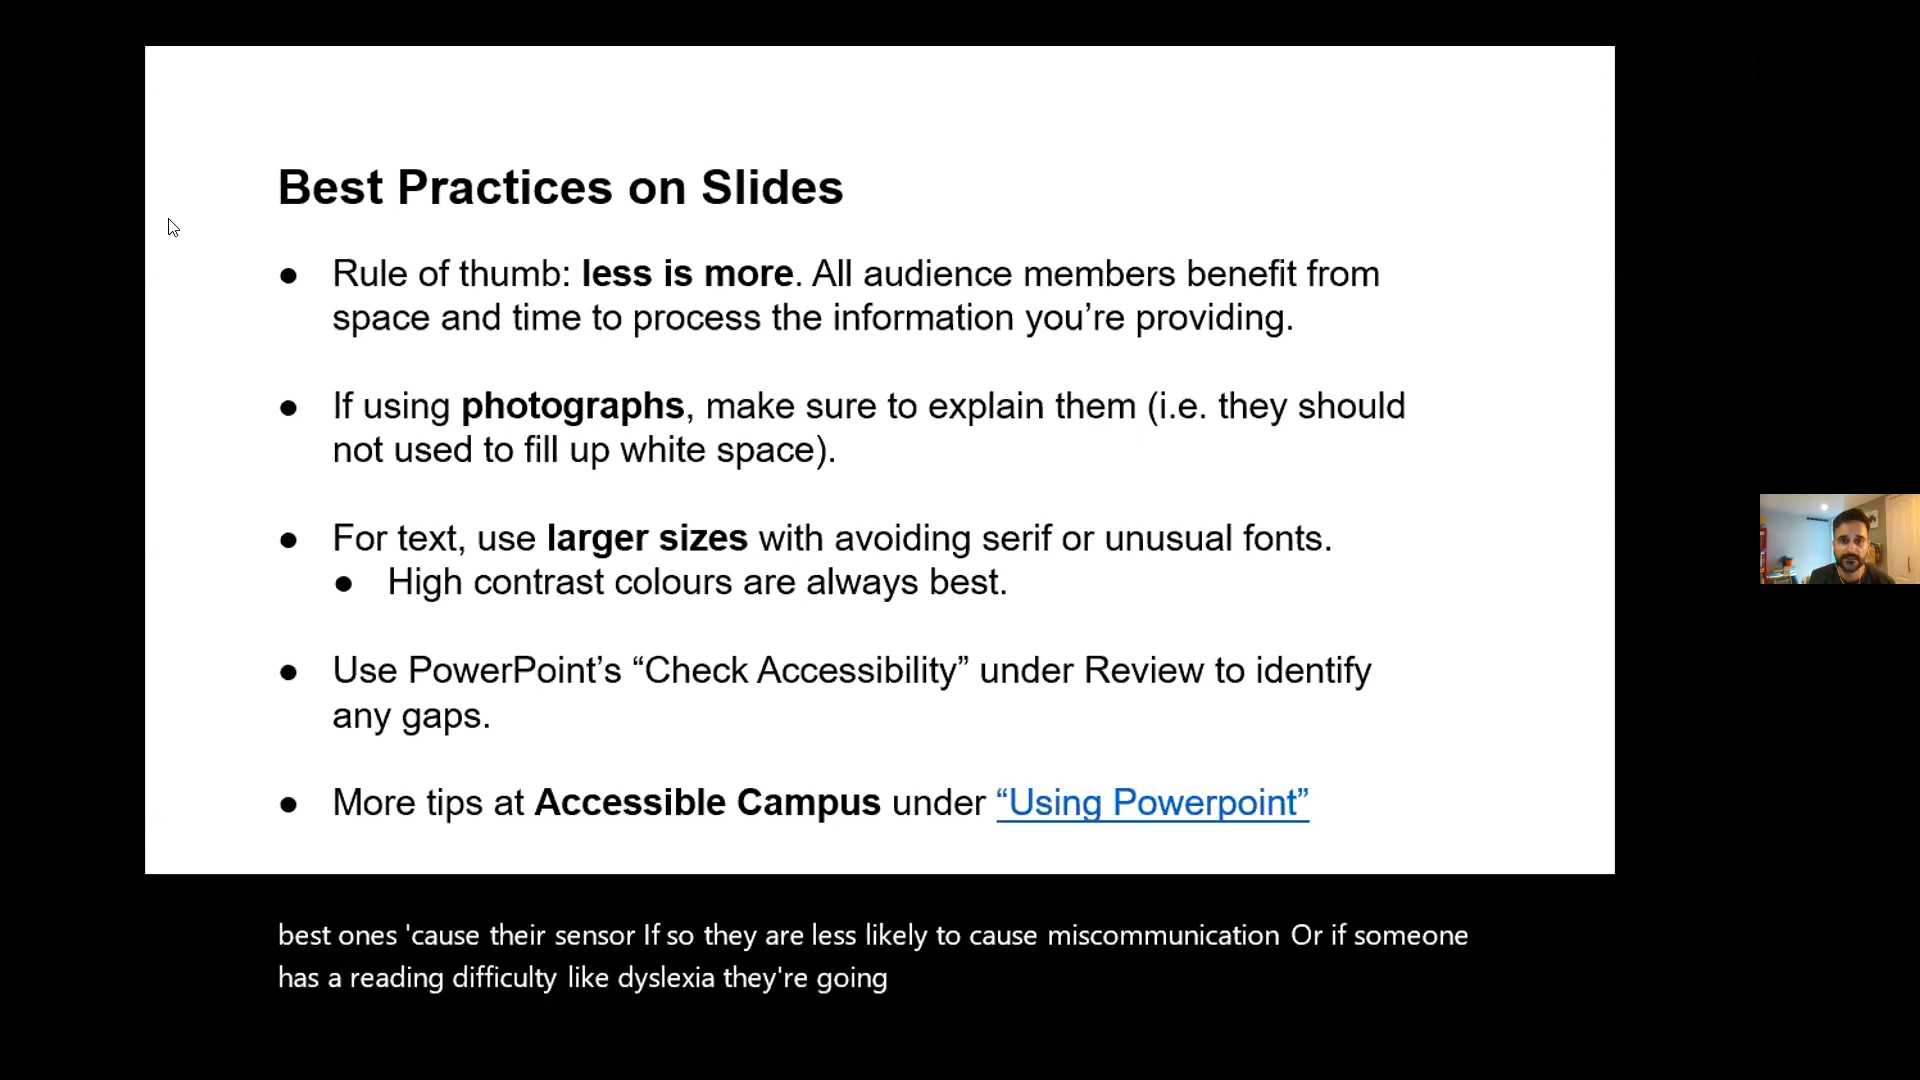 Best Practices on Slides
● Rule of thumb: less is more. All audience members benefit from
space and time to process the information you’re providing.
● If using photographs, make sure to explain them (i.e. they should
not used to fill up white space).
● For text, use larger sizes with avoiding serif or unusual fonts.
● High contrast colours are always best.
● Use PowerPoint’s “Check Accessibility” under Review to identify
any gaps.
● More tips at Accessible Campus under “Using Powerpoint”
best ones 'cause their sensor If so they are less likely to cause miscommunication Or if someone
has a reading difficulty like dyslexia they're going